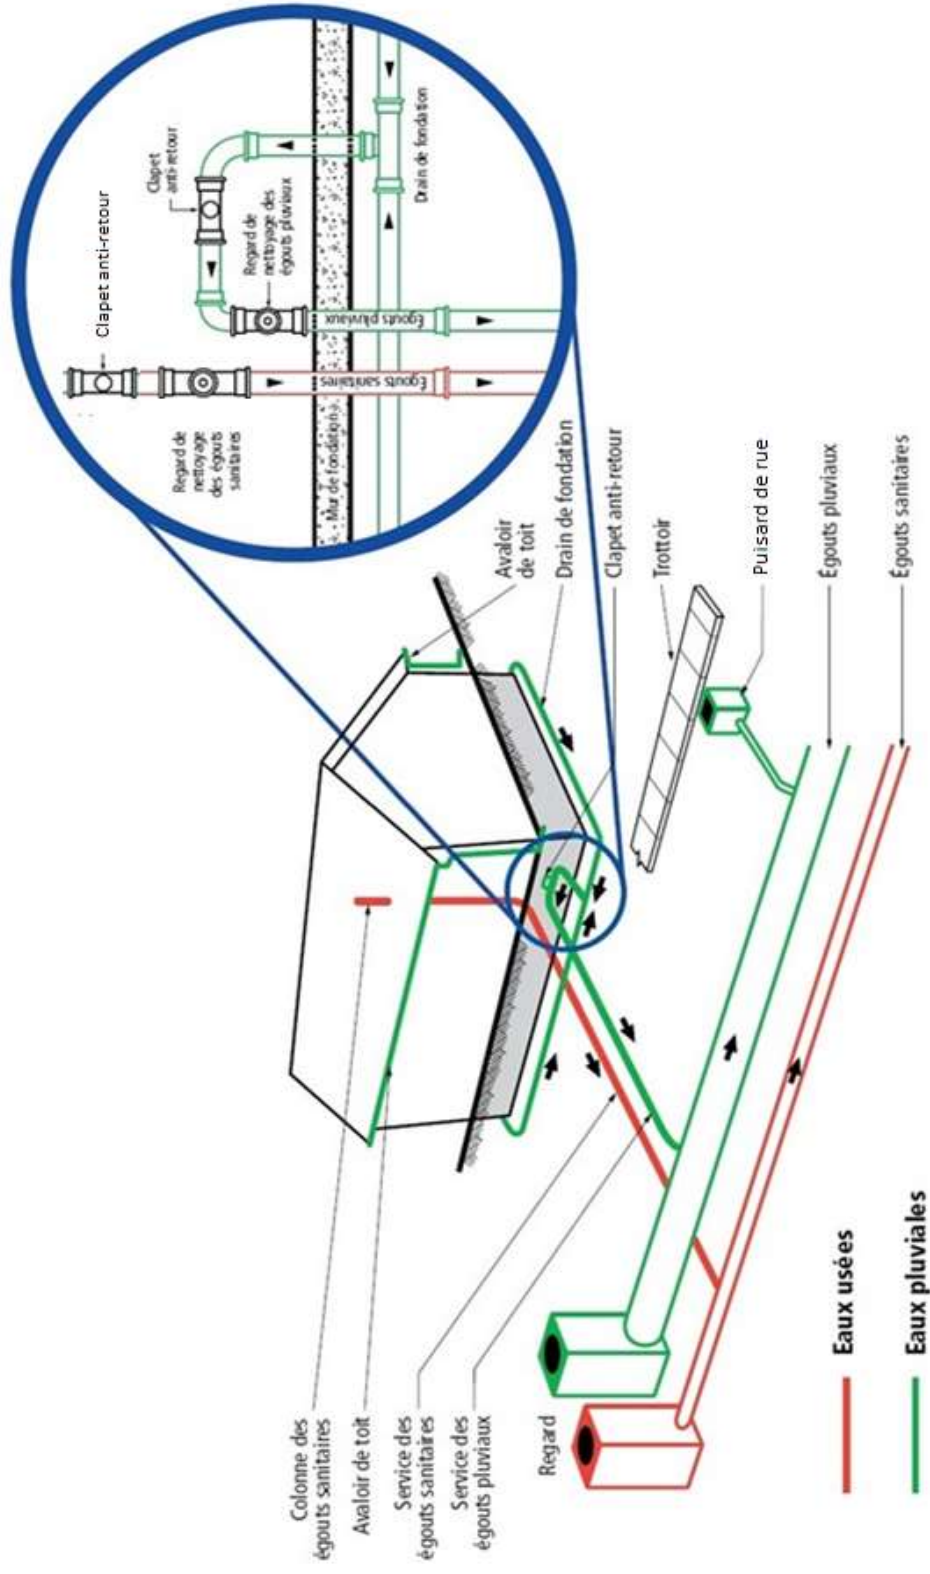 Clapet anti-retour
Clapet
anti-retour
Regard de
nettoyage des
égouts pluviaux
Regard de
nettoyage
des égouts
sanitaires
Égouts pluviaux
Égouts sanitaires
Mur de fondation
Drain de fondation
Colonne des
égouts sanitaires
Avaloir de toit
Service des
égouts sanitaires
Service des
égouts pluviaux
Regard
Avaloir
de toit
Drain de fondation
Clapet anti-retour
Trottoir
Puisard de rue
Égouts pluviaux
Égouts sanitaires
Eaux usées
Eaux pluviales